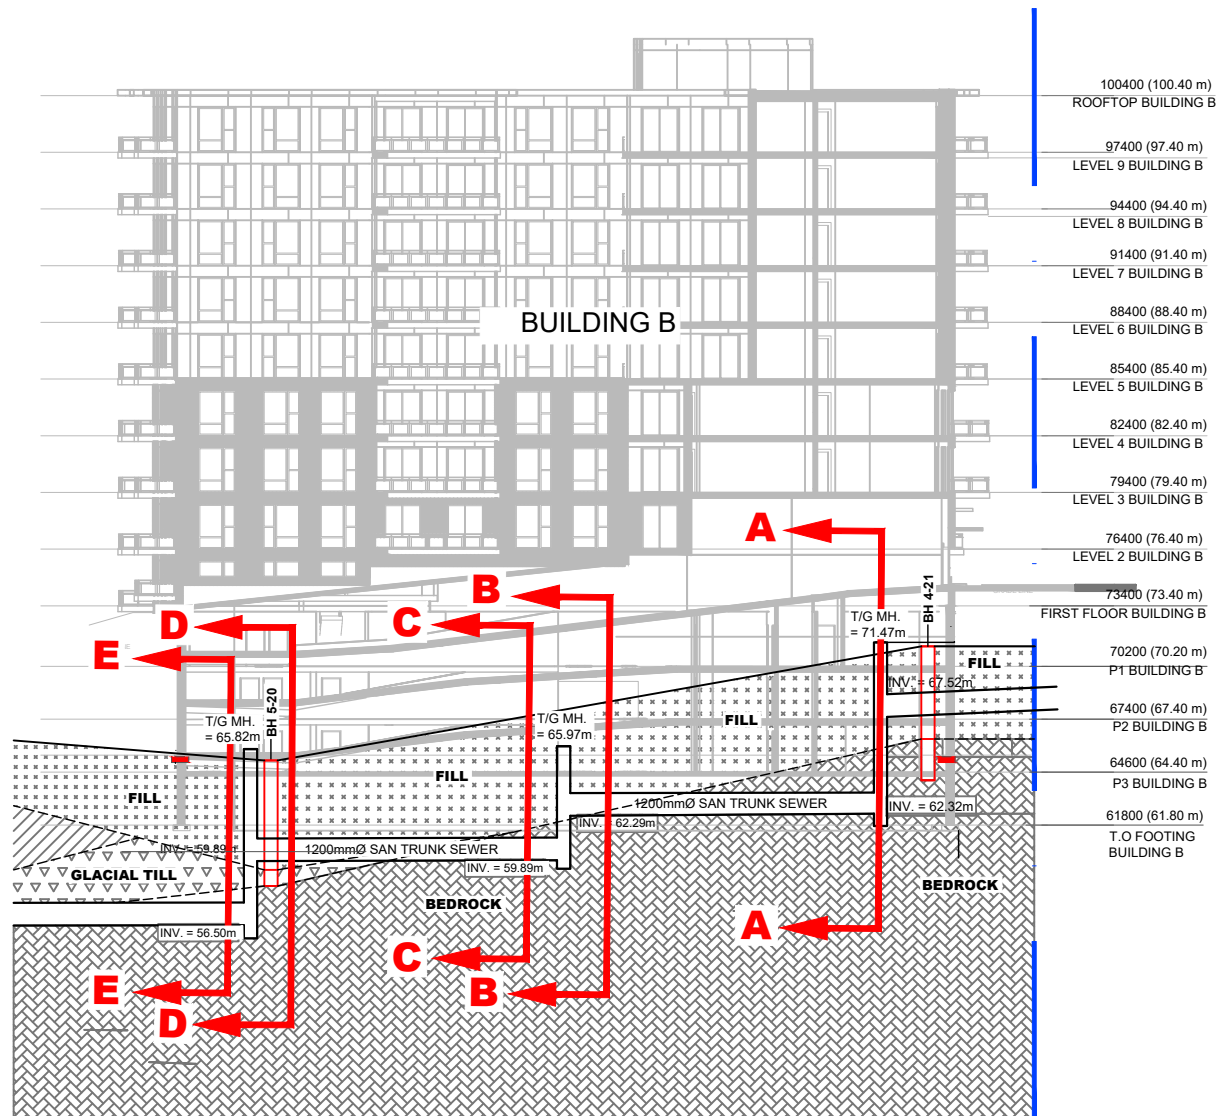 100400 (100.40 m)
ROOFTOP BUILDING B
97400 (97.40 m)
LEVEL 9 BUILDING B
94400 (94.40 m)
LEVEL 8 BUILDING B
91400 (91.40 m)
LEVEL 7 BUILDING B
BUILDING B
88400 (88.40 m)
LEVEL 6 BUILDING B
85400 (85.40 m)
LEVEL 5 BUILDING B
82400 (82.40 m)
LEVEL 4 BUILDING B
79400 (79.40 m)
LEVEL 3 BUILDING B
A
76400 (76.40 m)
LEVEL 2 BUILDING B
B
BH 4-21
73400 (73.40 m)
FIRST FLOOR BUILDING B
D
C
T/G MH.
= 71.47m
E
70200 (70.20 m)
P1 BUILDING B
FILL
INV. = 67.52m
BH 5-20
T/G MH.
= 65.82m
T/G MH.
= 65.97m
FILL
67400 (67.40 m)
P2 BUILDING B
64600 (64.40 m)
P3 BUILDING B
FILL
FILL
1200mmØ SAN TRUNK SEWER
INV. = 62.32m
61800 (61.80 m)
T.O FOOTING
BUILDING B
INV. = 62.29m
INV. = 59.89m
1200mmØ SAN TRUNK SEWER
INV. = 59.89m
GLACIAL TILL
BEDROCK
BEDROCK
INV. = 56.50m
A
C
E
B
D